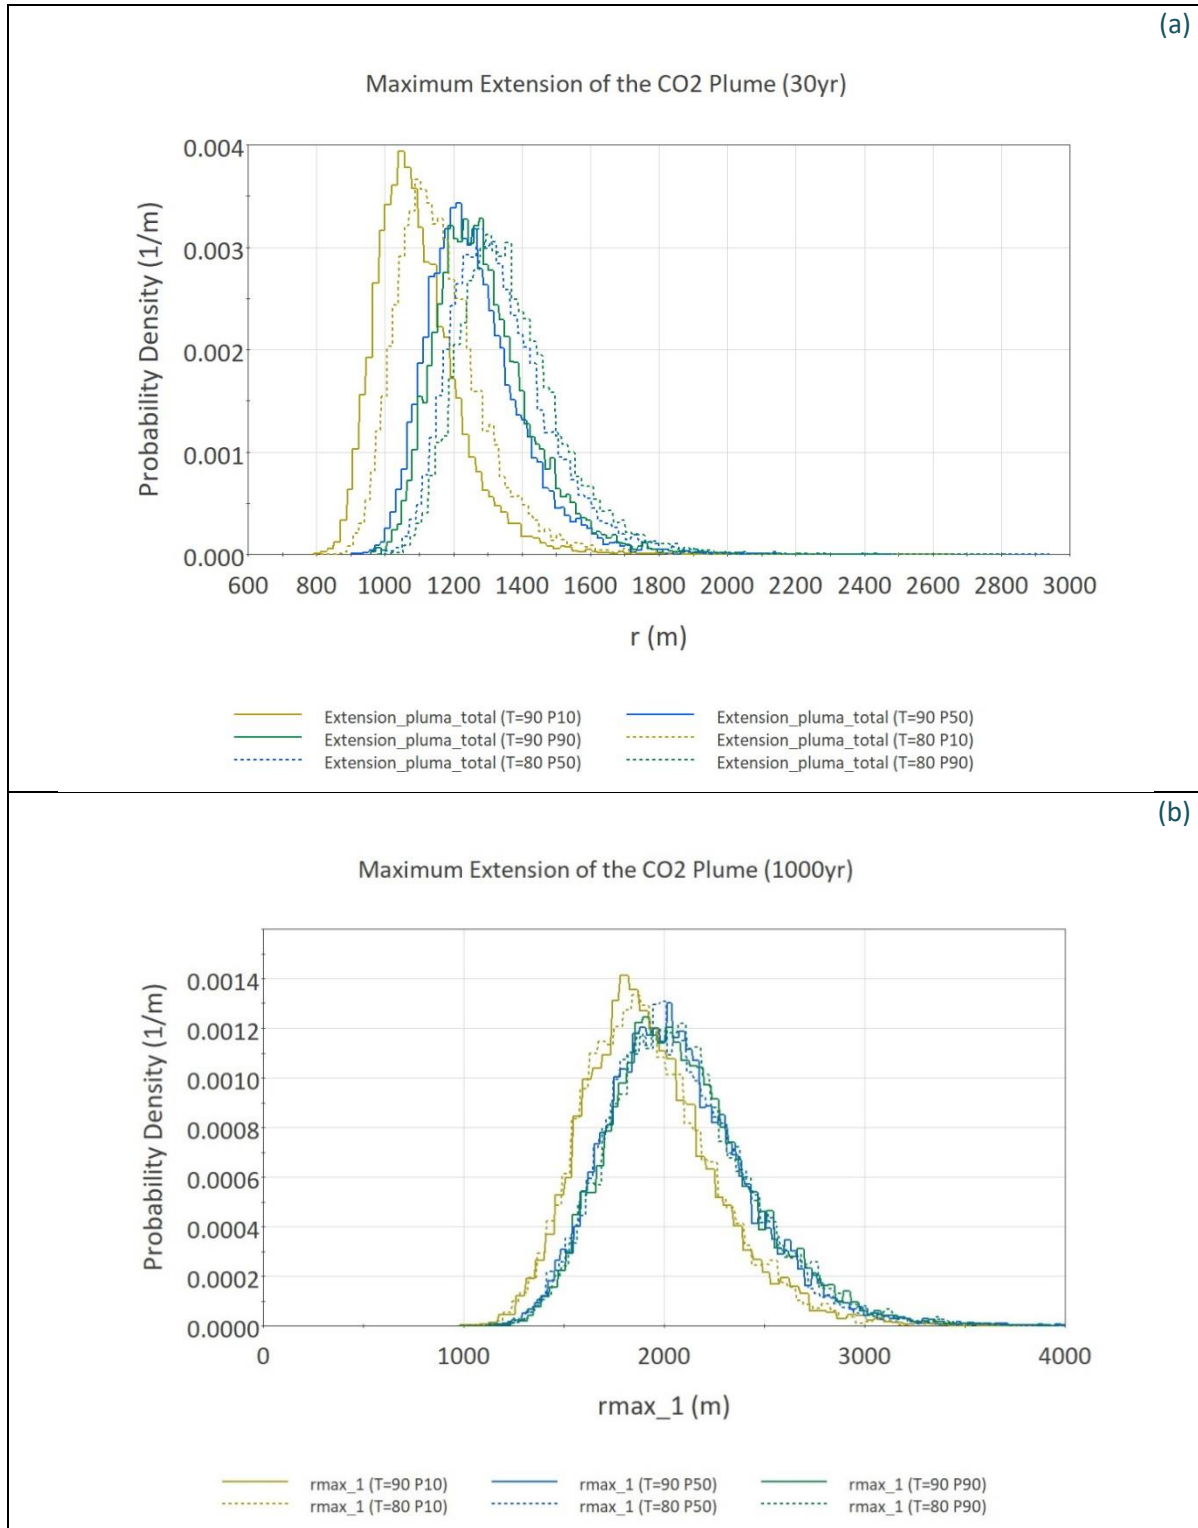 (a)
Maximum Extension of the CO2 Plume (30yr)
0.004
0.003
0.002
0.001
0.000
Probability Density (1/m)
600 800 1000 1200 1400 1600 1800 2000 2200 2400 2600 2800 3000
r (m)
Extension_pluma_total (T=90 P10) Extension_pluma_total (T=90 P50)
Extension_pluma_total (T=90 P90) Extension_pluma_total (T=80 P10)
Extension_pluma_total (T=80 P50) Extension_pluma_total (T=80 P90)
(b)
Maximum Extension of the CO2 Plume (1000yr)
0.0014
0.0012
0.0010
0.0008
0.0006
0.0004
0.0002
0.0000
Probability Density (1/m)
0 1000 2000 3000 4000
rmax_1 (m)
rmax_1 (T=90 P10) rmax_1 (T=90 P50) rmax_1 (T=90 P90)
rmax_1 (T=80 P10) rmax_1 (T=80 P50) rmax_1 (T=80 P90)